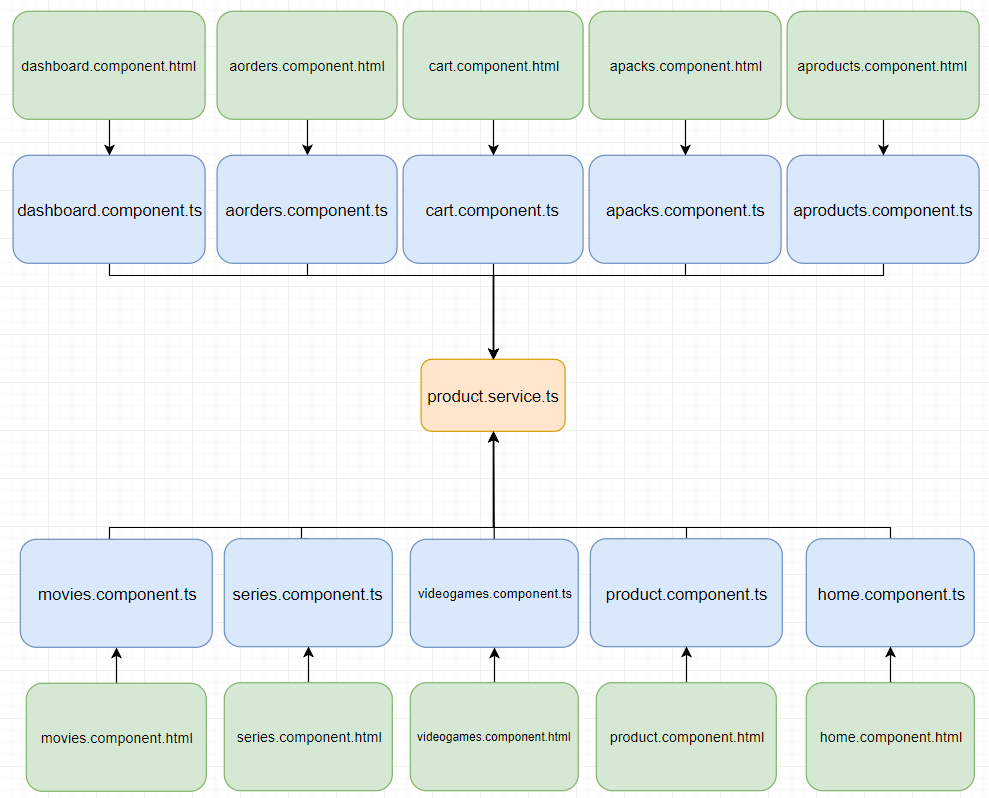 dashboard.component.html
aorders.component.html
cart.component.html
apacks.component.html
aproducts.component.html
dashboard.component.ts
aorders.component.ts
cart.component.ts
apacks.component.ts
aproducts.component.ts
product.service.ts
movies.component.ts
series.component.ts
videogames.component.ts
product.component.ts
home.component.ts
movies.component.html
series.component.html
videogames.component.html
product.component.html
home.component.html